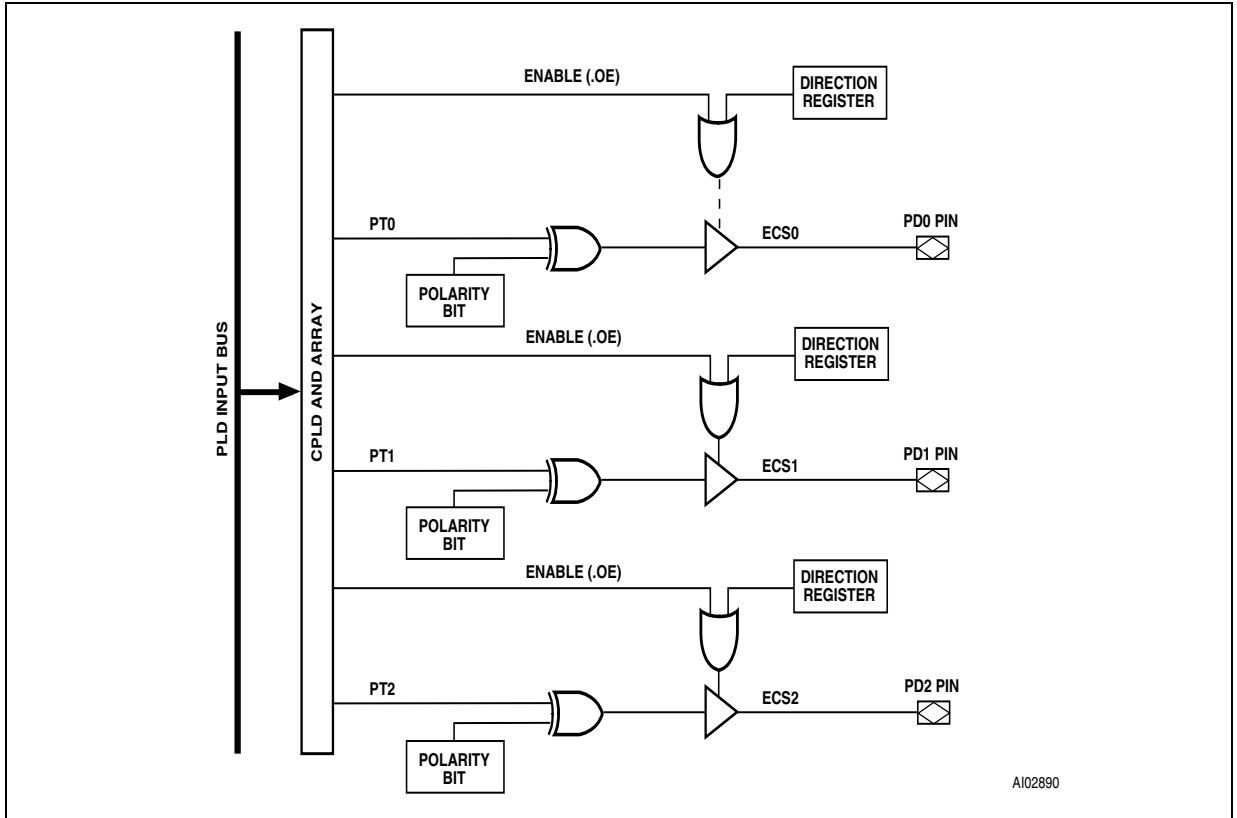 ENABLE (.OE)
DIRECTION
REGISTER
PT0
ECS0
PD0 PIN
POLARITY
BIT
ENABLE (.OE)
DIRECTION
REGISTER
PLD INPUT BUS
CPLD AND ARRAY
PT1
ECS1
PD1 PIN
POLARITY
BIT
ENABLE (.OE)
DIRECTION
REGISTER
PT2
ECS2
PD2 PIN
POLARITY
BIT
AI02890